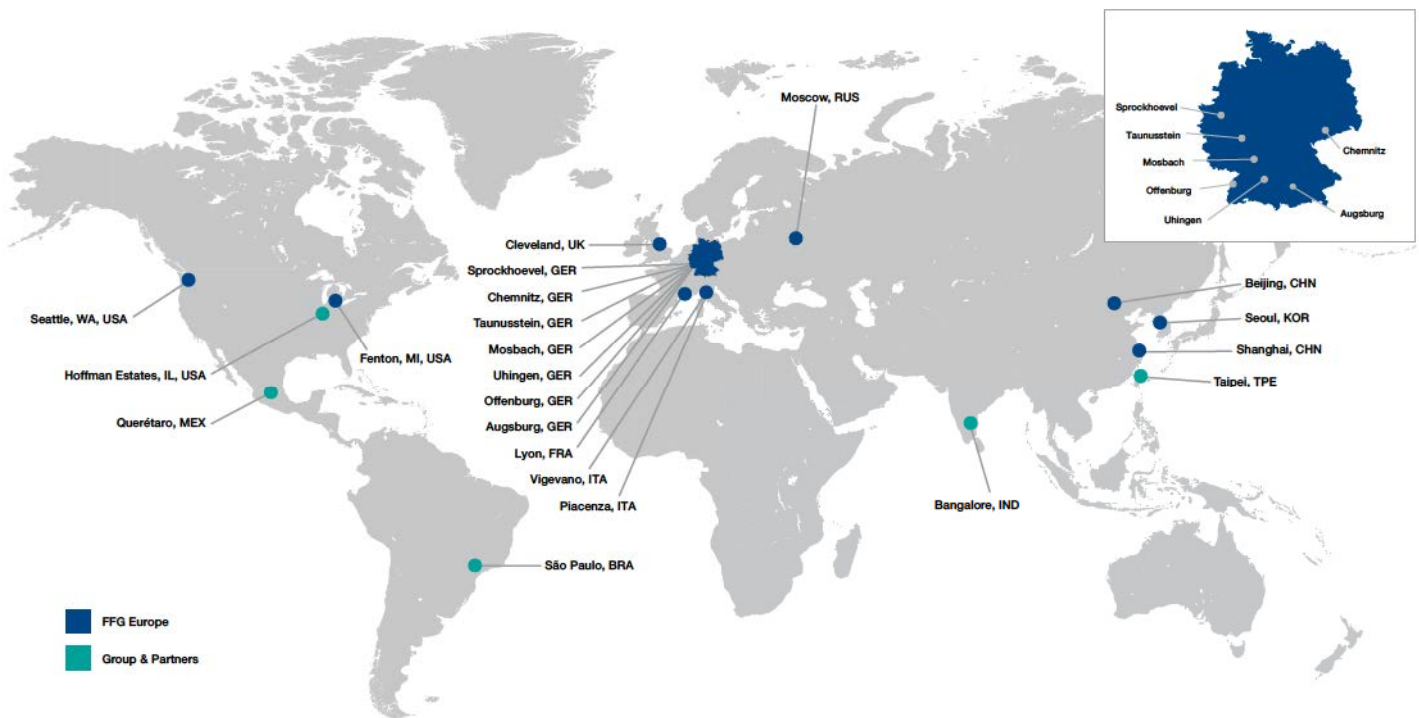 Moscow, RUS
Sprockhoevel
Taunusstein
Chemnitz
Mosbach
Offenburg
Uhingen
Augsburg
Cleveland, UK
Sprockhoevel, GER
Chemnitz, GER
Taunusstein, GER
Mosbach, GER
Uhingen, GER
Offenburg, GER
Augsburg, GER
Lyon, FRA
Vigevano, ITA
Piacenza, ITA
Seattle, WA, USA
Fenton, MI, USA
Hoffman Estates, IL, USA
Querétaro, MEX
São Paulo, BRA
Beijing, CHN
Seoul, KOR
Shanghai, CHN
Taipei, TPE
Bangalore, IND
FFG Europe
Group & Partners